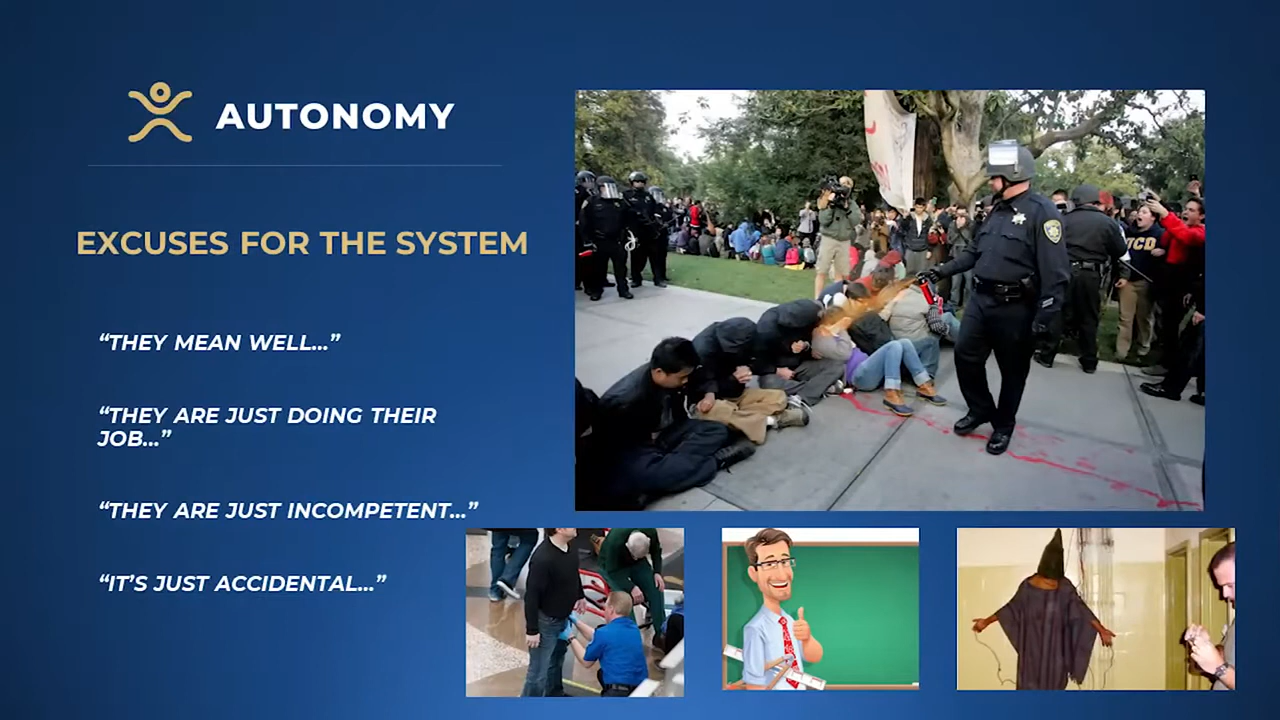 AUTONOMY
EXCUSES FOR THE SYSTEM
“THEY MEAN WELL...”
“THEY ARE JUST DOING THEIR
JOB...”
“THEY ARE JUST INCOMPETENT...”
“IT’S JUST ACCIDENTAL...”
UCD